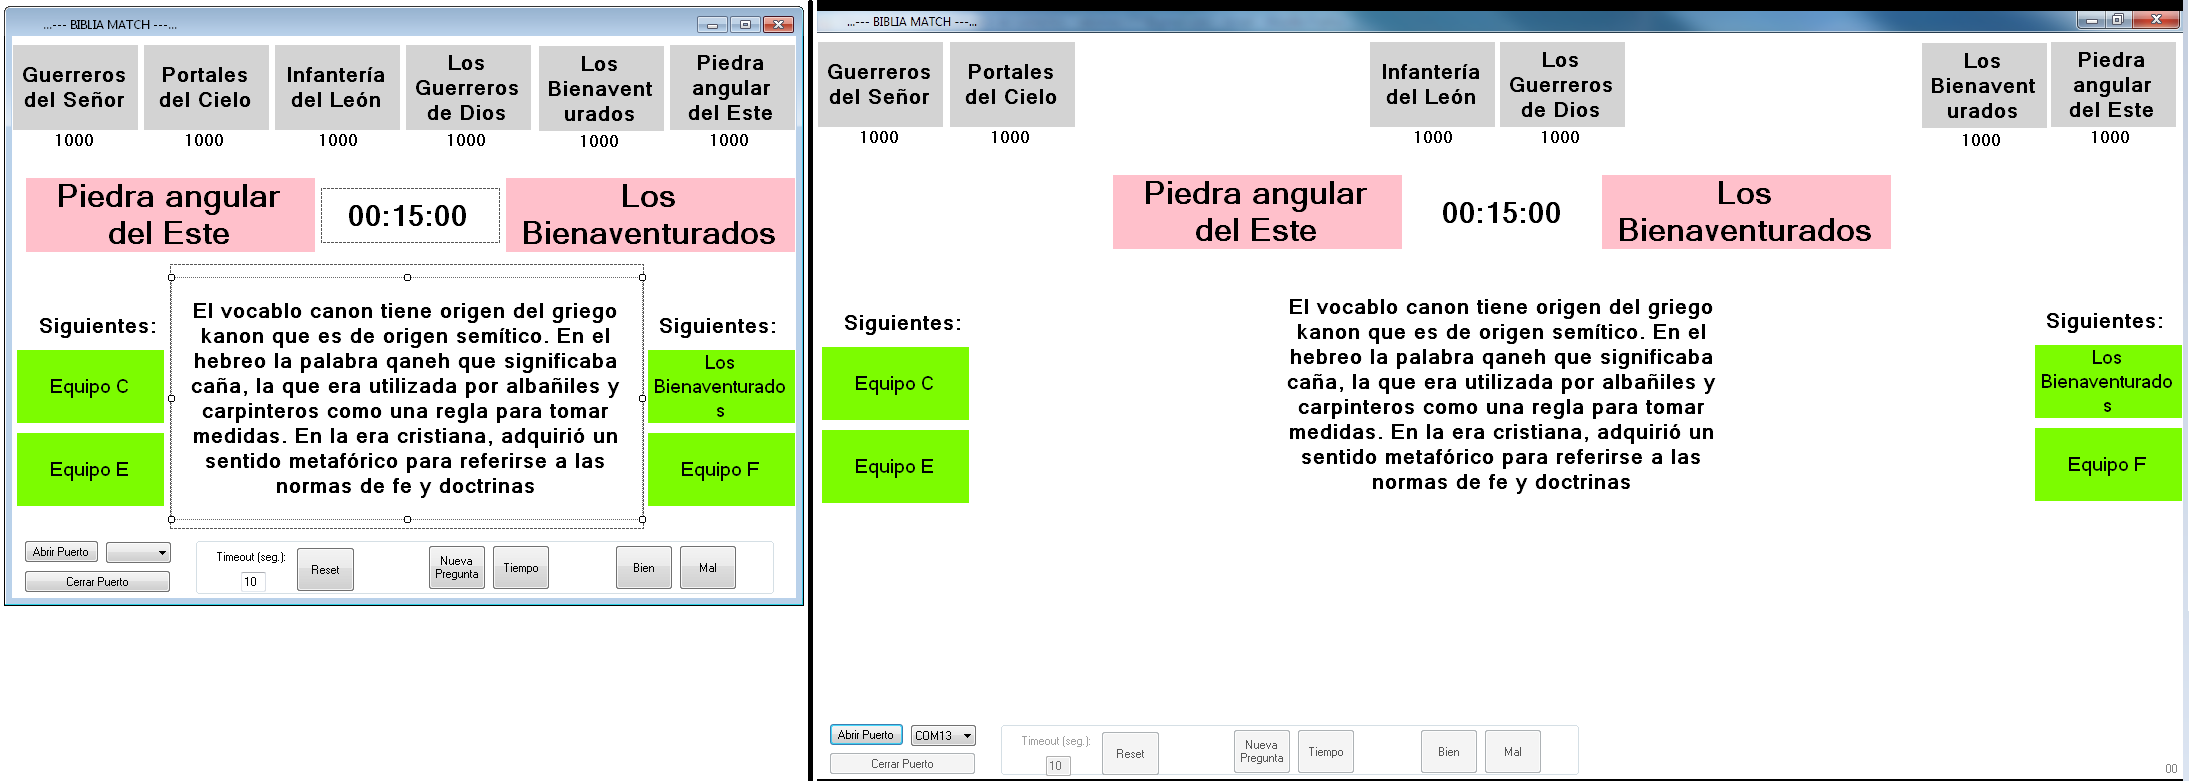 ...--- BIBLIA MATCH ---...
Guerreros
del Señor
1000
Portales
del Cielo
1000
Infantería
del León
1000
Los
Guerreros
de Dios
1000
Los
Bienavent
urados
1000
Piedra
angular
del Este
1000
Piedra angular
del Este
00:15:00
Los
Bienaventurados
Siguientes:
Equipo C
Equipo E
El vocablo canon tiene origen del griego
kanon que es de origen semítico. En el
hebreo la palabra qaneh que significaba
caña, la que era utilizada por albañiles y
carpinteros como una regla para tomar
medidas. En la era cristiana, adquirió un
sentido metafórico para referirse a las
normas de fe y doctrinas
Siguientes:
Los
Bienaventurado
s
Equipo F
Abrir Puerto
Cerrar Puerto
Timeout (seg.):
10
Reset
Nueva
Pregunta
Tiempo
Bien
Mal
...--- BIBLIA MATCH ---...
Guerreros
del Señor
1000
Portales
del Cielo
1000
Infantería
del León
1000
Los
Guerreros
de Dios
1000
Los
Bienavent
urados
1000
Piedra
angular
del Este
1000
Piedra angular
del Este
00:15:00
Los
Bienaventurados
Siguientes:
Equipo C
Equipo E
El vocablo canon tiene origen del griego
kanon que es de origen semítico. En el
hebreo la palabra qaneh que significaba
caña, la que era utilizada por albañiles y
carpinteros como una regla para tomar
medidas. En la era cristiana, adquirió un
sentido metafórico para referirse a las
normas de fe y doctrinas
Siguientes:
Los
Bienaventurado
s
Equipo F
Abrir Puerto
COM13
Cerrar Puerto
Timeout (seg.):
10
Reset
Nueva
Pregunta
Tiempo
Bien
Mal
00